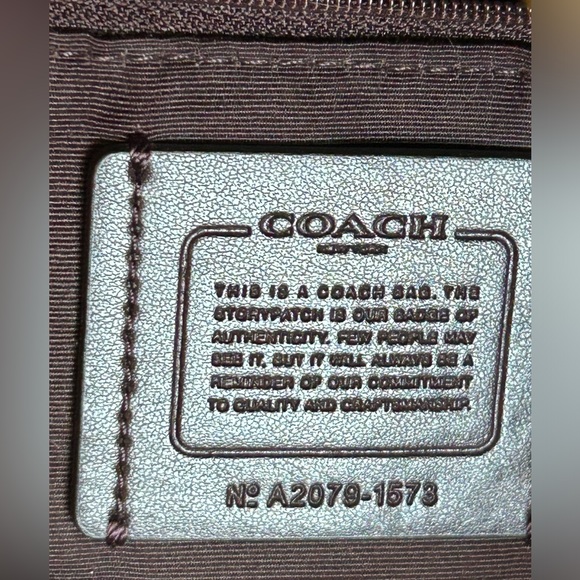 COACH
NEW YORK
THIS IS A COACH BAG. THE
STORYPATCH IS OUR BADGE OF
AUTHENTICITY. FEW PEOPLE MAY
SEE IT, BUT IT WILL ALWAYS BE A
REMINDER OF OUR COMMITMENT
TO QUALITY AND CRAFTSMANSHIP.
Nº A2079-1573